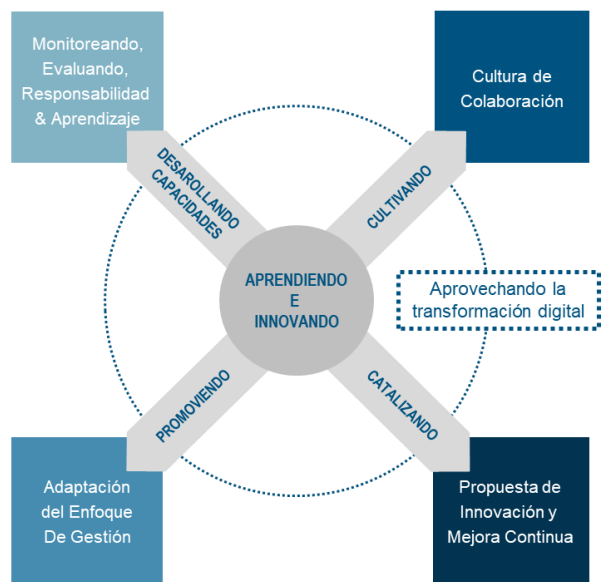 Monitoreando,
Evaluando,
Responsabilidad
& Aprendizaje
Cultura de
Colaboración
DESAROLLANDO
CAPACIDADES
CULTIVANDO
APRENDIENDO
E
INNOVANDO
Aprovechando la
transformación digital
PROMOVIENDO
CATALIZANDO
Adaptación
del Enfoque
De Gestión
Propuesta de
Innovación y
Mejora Continua